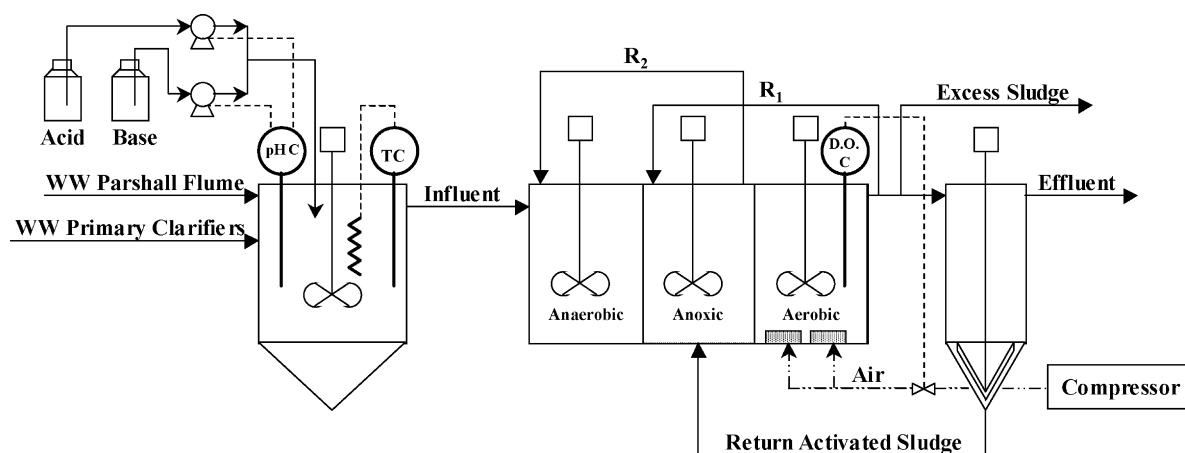 R2
R1
Excess Sludge
Acid
Base
pH C
TC
D.O.
C
WW Parshall Flume
Influent
Effluent
WW Primary Clarifiers
Anaerobic
Anoxic
Aerobic
Air
Compressor
Return Activated Sludge